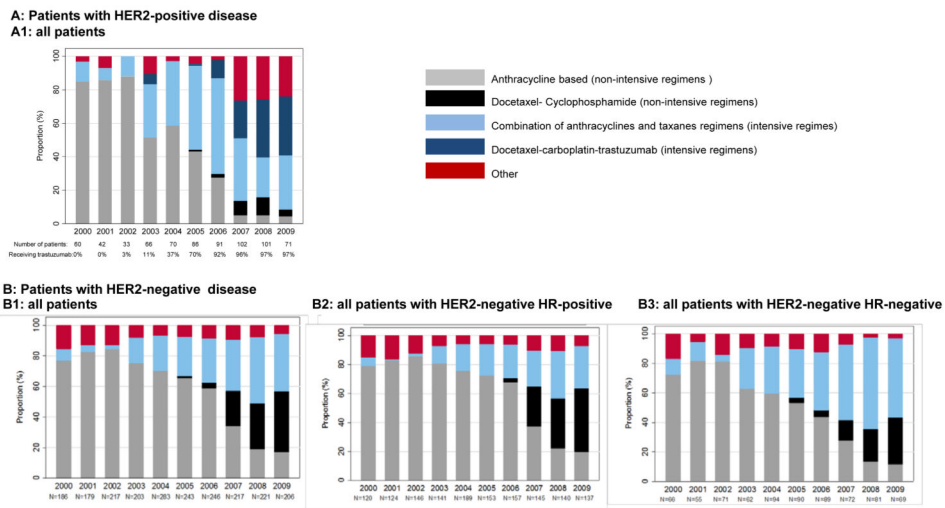 A: Patients with HER2-positive disease
A1: all patients
Proportion (%)
100
80
60
40
20
0
2000 2001 2002 2003 2004 2005 2006 2007 2008 2009
Number of patients: 60 42 33 66 70 86 91 102 101 71
Receiving trastuzumab:0% 0% 3% 11% 37% 70% 92% 96% 97% 97%
Anthracycline based (non-intensive regimens )
Docetaxel- Cyclophosphamide (non-intensive regimens)
Combination of anthracyclines and taxanes regimens (intensive regimes)
Docetaxel-carboplatin-trastuzumab (intensive regimens)
Other
B: Patients with HER2-negative disease
B1: all patients
Proportion (%)
100
80
60
40
20
0
2000 2001 2002 2003 2004 2005 2006 2007 2008 2009
N=186 N=179 N=217 N=203 N=283 N=243 N=246 N=217 N=221 N=206
B2: all patients with HER2-negative HR-positive
Proportion (%)
100
80
60
40
20
0
2000 2001 2002 2003 2004 2005 2006 2007 2008 2009
N=120 N=124 N=146 N=141 N=189 N=153 N=157 N=145 N=140 N=137
B3: all patients with HER2-negative HR-negative
Proportion (%)
100
80
60
40
20
0
2000 2001 2002 2003 2004 2005 2006 2007 2008 2009
N=66 N=55 N=71 N=62 N=94 N=90 N=89 N=72 N=81 N=69